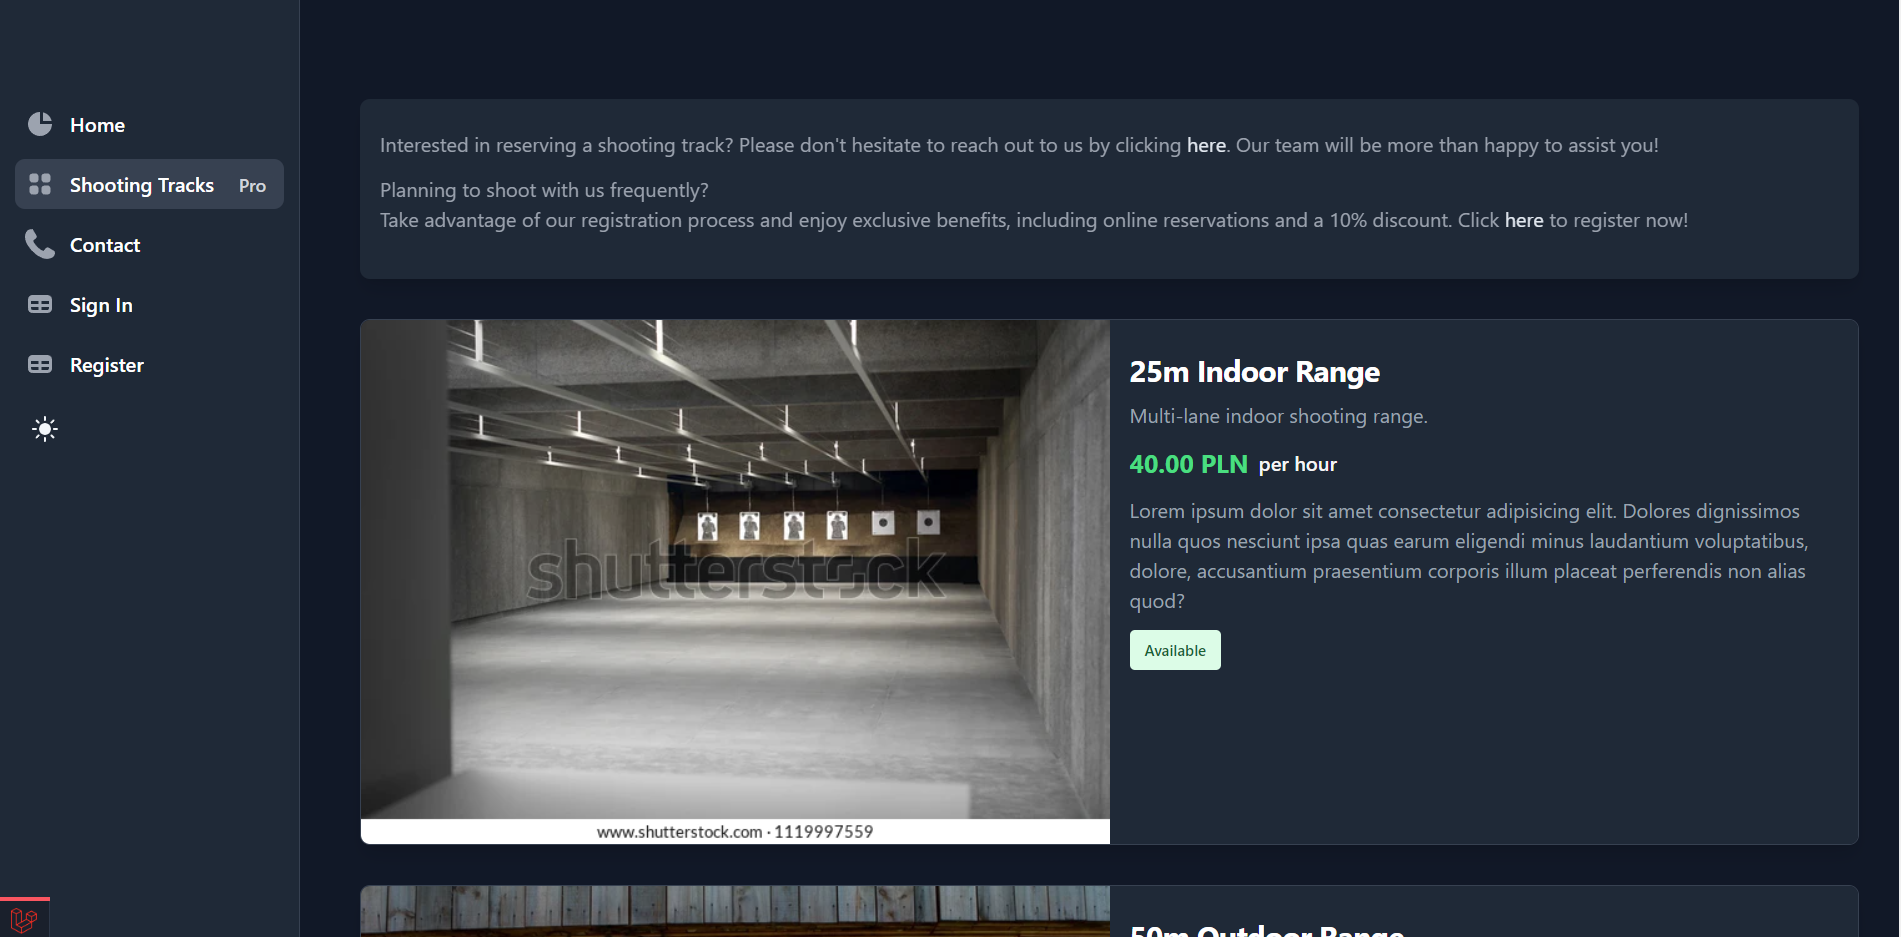 Home
Shooting Tracks Pro
Contact
Sign In
Register
Interested in reserving a shooting track? Please don't hesitate to reach out to us by clicking here. Our team will be more than happy to assist you!
Planning to shoot with us frequently?
Take advantage of our registration process and enjoy exclusive benefits, including online reservations and a 10% discount. Click here to register now!
shutterstock
www.shutterstock.com · 1119997559
25m Indoor Range
Multi-lane indoor shooting range.
40.00 PLN per hour
Lorem ipsum dolor sit amet consectetur adipisicing elit. Dolores dignissimos
nulla quos nesciunt ipsa quas earum eligendi minus laudantium voluptatibus,
dolore, accusantium praesentium corporis illum placeat perferendis non alias
quod?
Available
50m Outdoor Range